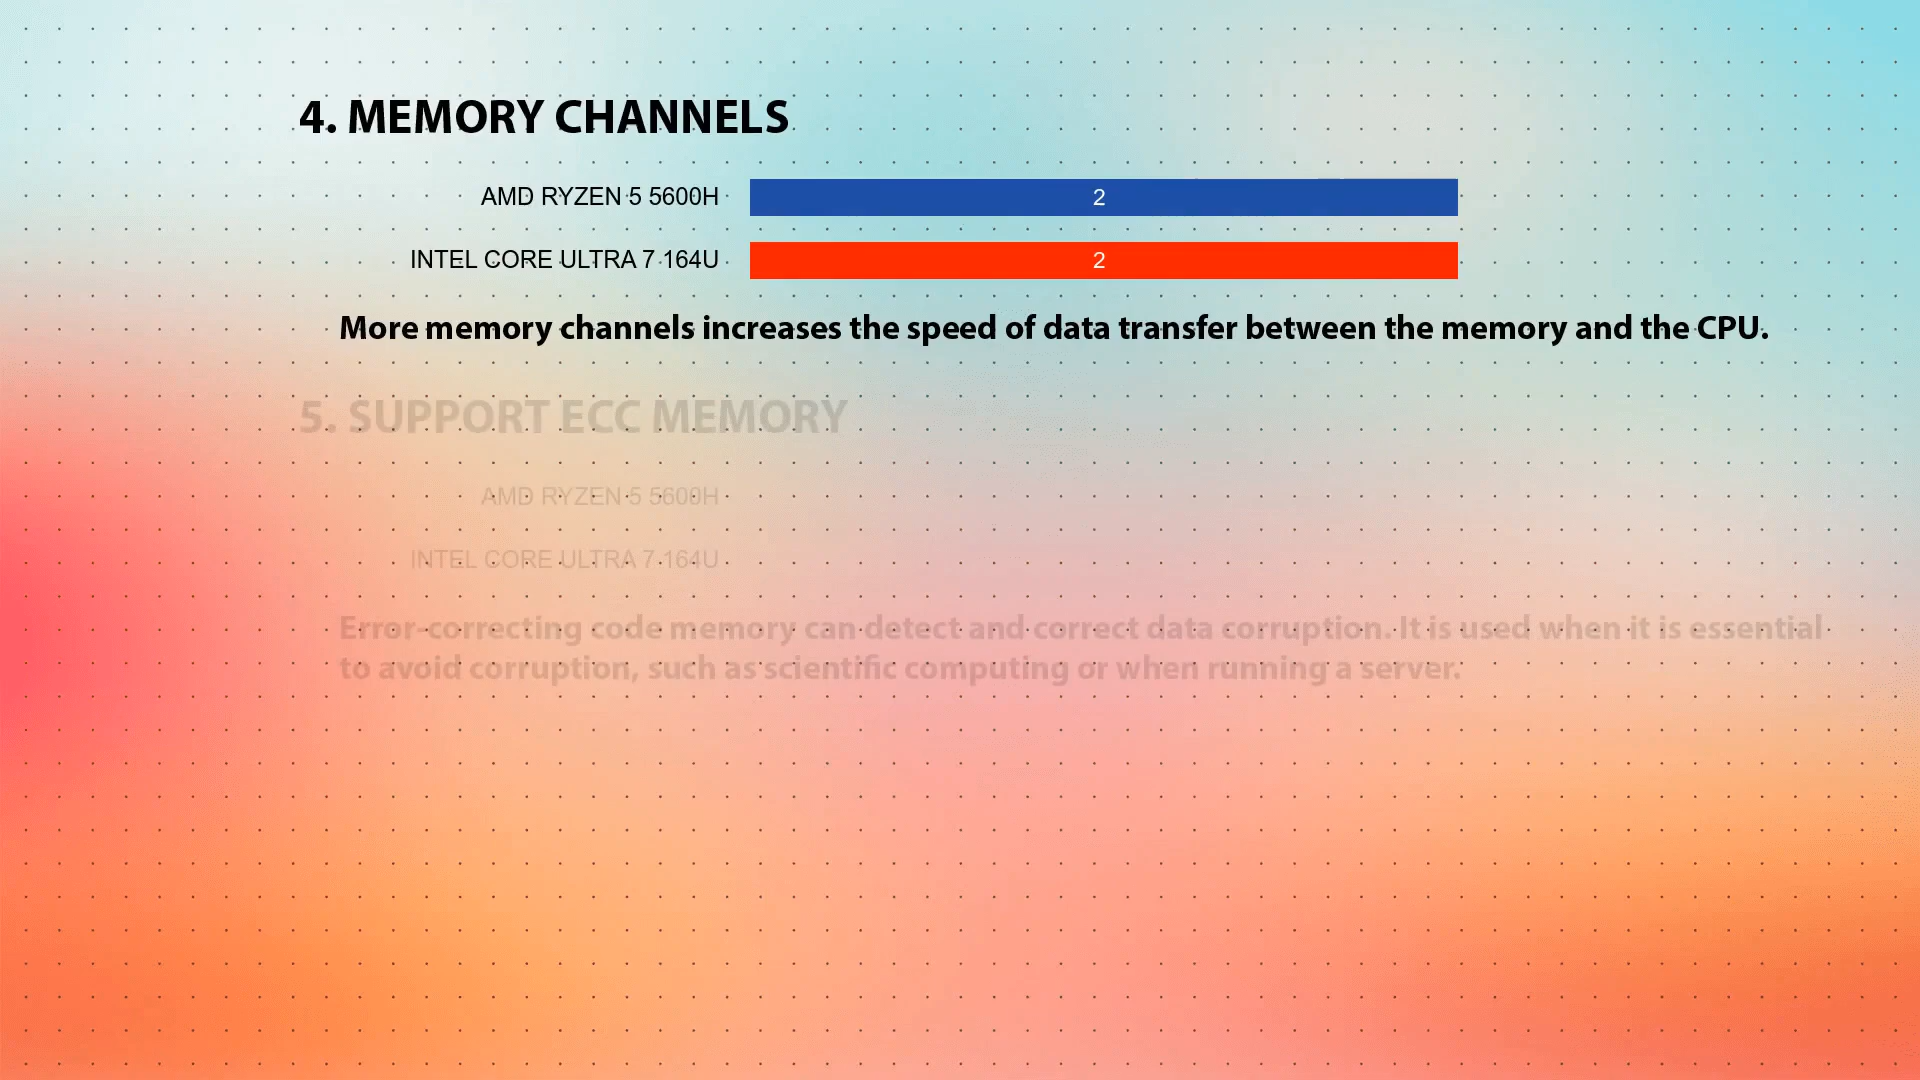 4. MEMORY CHANNELS
AMD RYZEN 5 5600H
2
INTEL CORE ULTRA 7 164U
2
More memory channels increases the speed of data transfer between the memory and the CPU.
5. SUPPORT ECC MEMORY
AMD RYZEN 5 5600H
INTEL CORE ULTRA 7 164U
Error-correcting code memory can detect and correct data corruption. It is used when it is essential
to avoid corruption, such as scientific computing or when running a server.